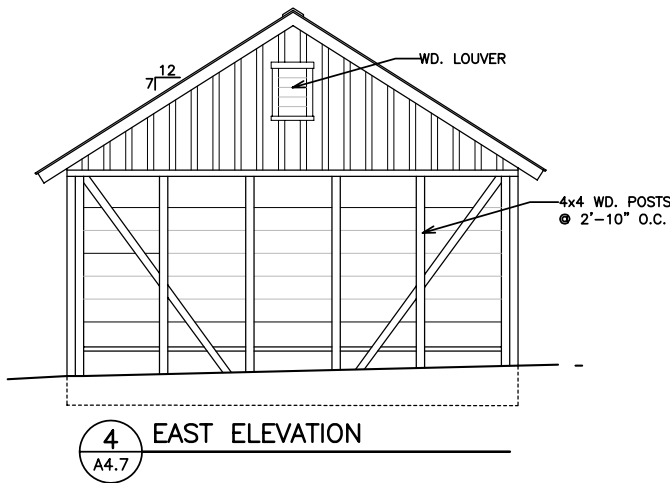 WD. LOUVER
12
7
4x4 WD. POSTS
@ 2'-10" O.C.
4
A4.7
EAST ELEVATION